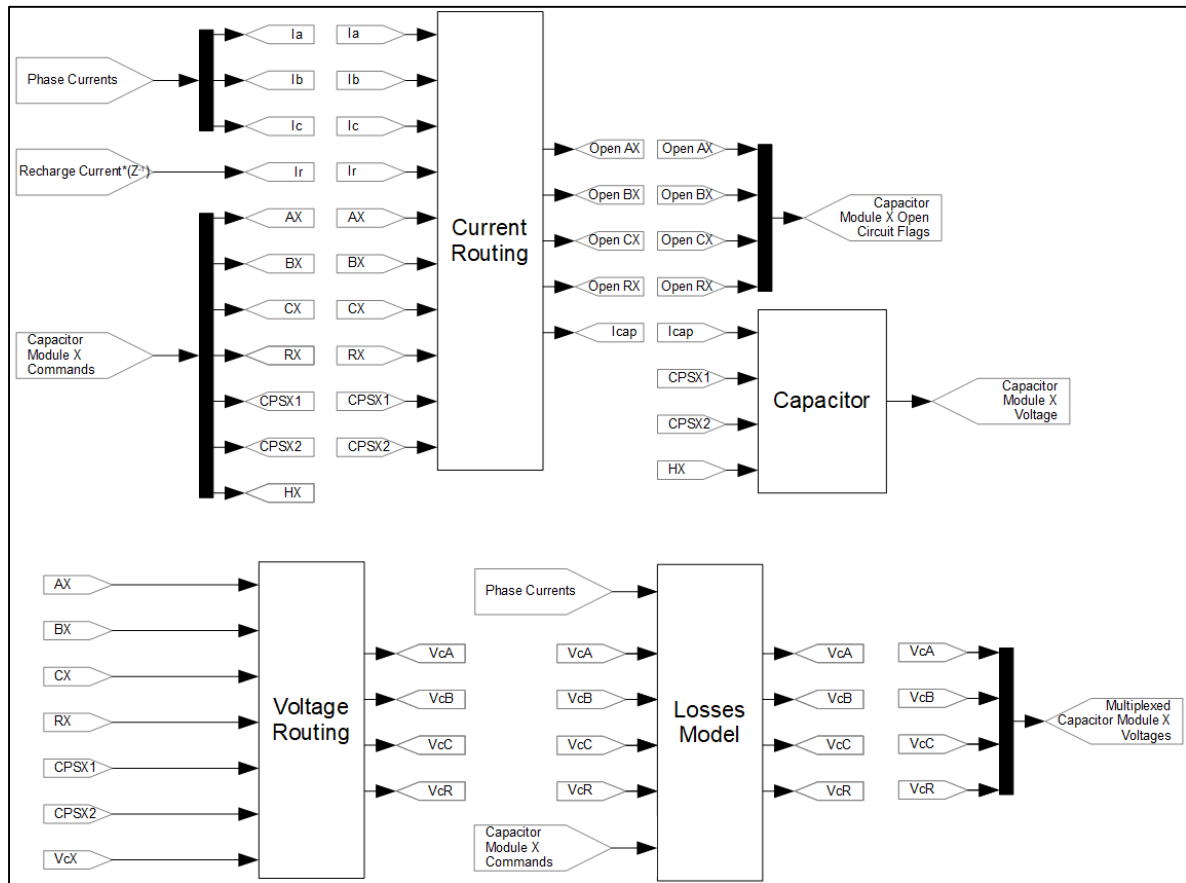 Phase Currents
Ia
Ib
Ic
Recharge Current*(Z⁻¹)
Ir
AX
BX
CX
Capacitor
Module X
Commands
RX
CPSX1
CPSX2
HX
Ia
Ib
Ic
Ir
AX
BX
CX
RX
CPSX1
CPSX2
Current
Routing
Open AX
Open BX
Open CX
Open RX
Icap
Open AX
Open BX
Open CX
Open RX
Capacitor
Module X Open
Circuit Flags
Icap
CPSX1
CPSX2
HX
Capacitor
Capacitor
Module X
Voltage
AX
BX
CX
RX
CPSX1
CPSX2
VcX
Voltage
Routing
VcA
VcB
VcC
VcR
Phase Currents
VcA
VcB
VcC
VcR
Capacitor
Module X
Commands
Losses
Model
VcA
VcB
VcC
VcR
VcA
VcB
VcC
VcR
Multiplexed
Capacitor Module X
Voltages